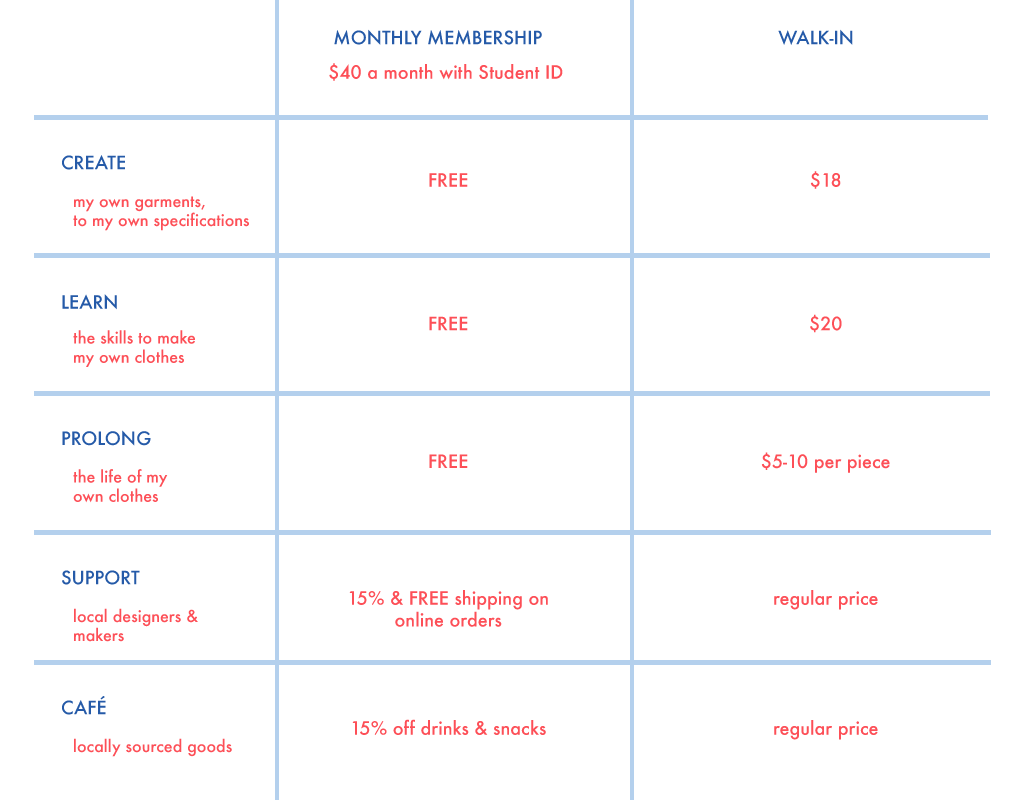 MONTHLY MEMBERSHIP
$40 a month with Student ID
WALK-IN
CREATE
my own garments,
to my own specifications
FREE
$18
LEARN
the skills to make
my own clothes
FREE
$20
PROLONG
the life of my
own clothes
FREE
$5-10 per piece
SUPPORT
local designers &
makers
15% & FREE shipping on
online orders
regular price
CAFÉ
locally sourced goods
15% off drinks & snacks
regular price